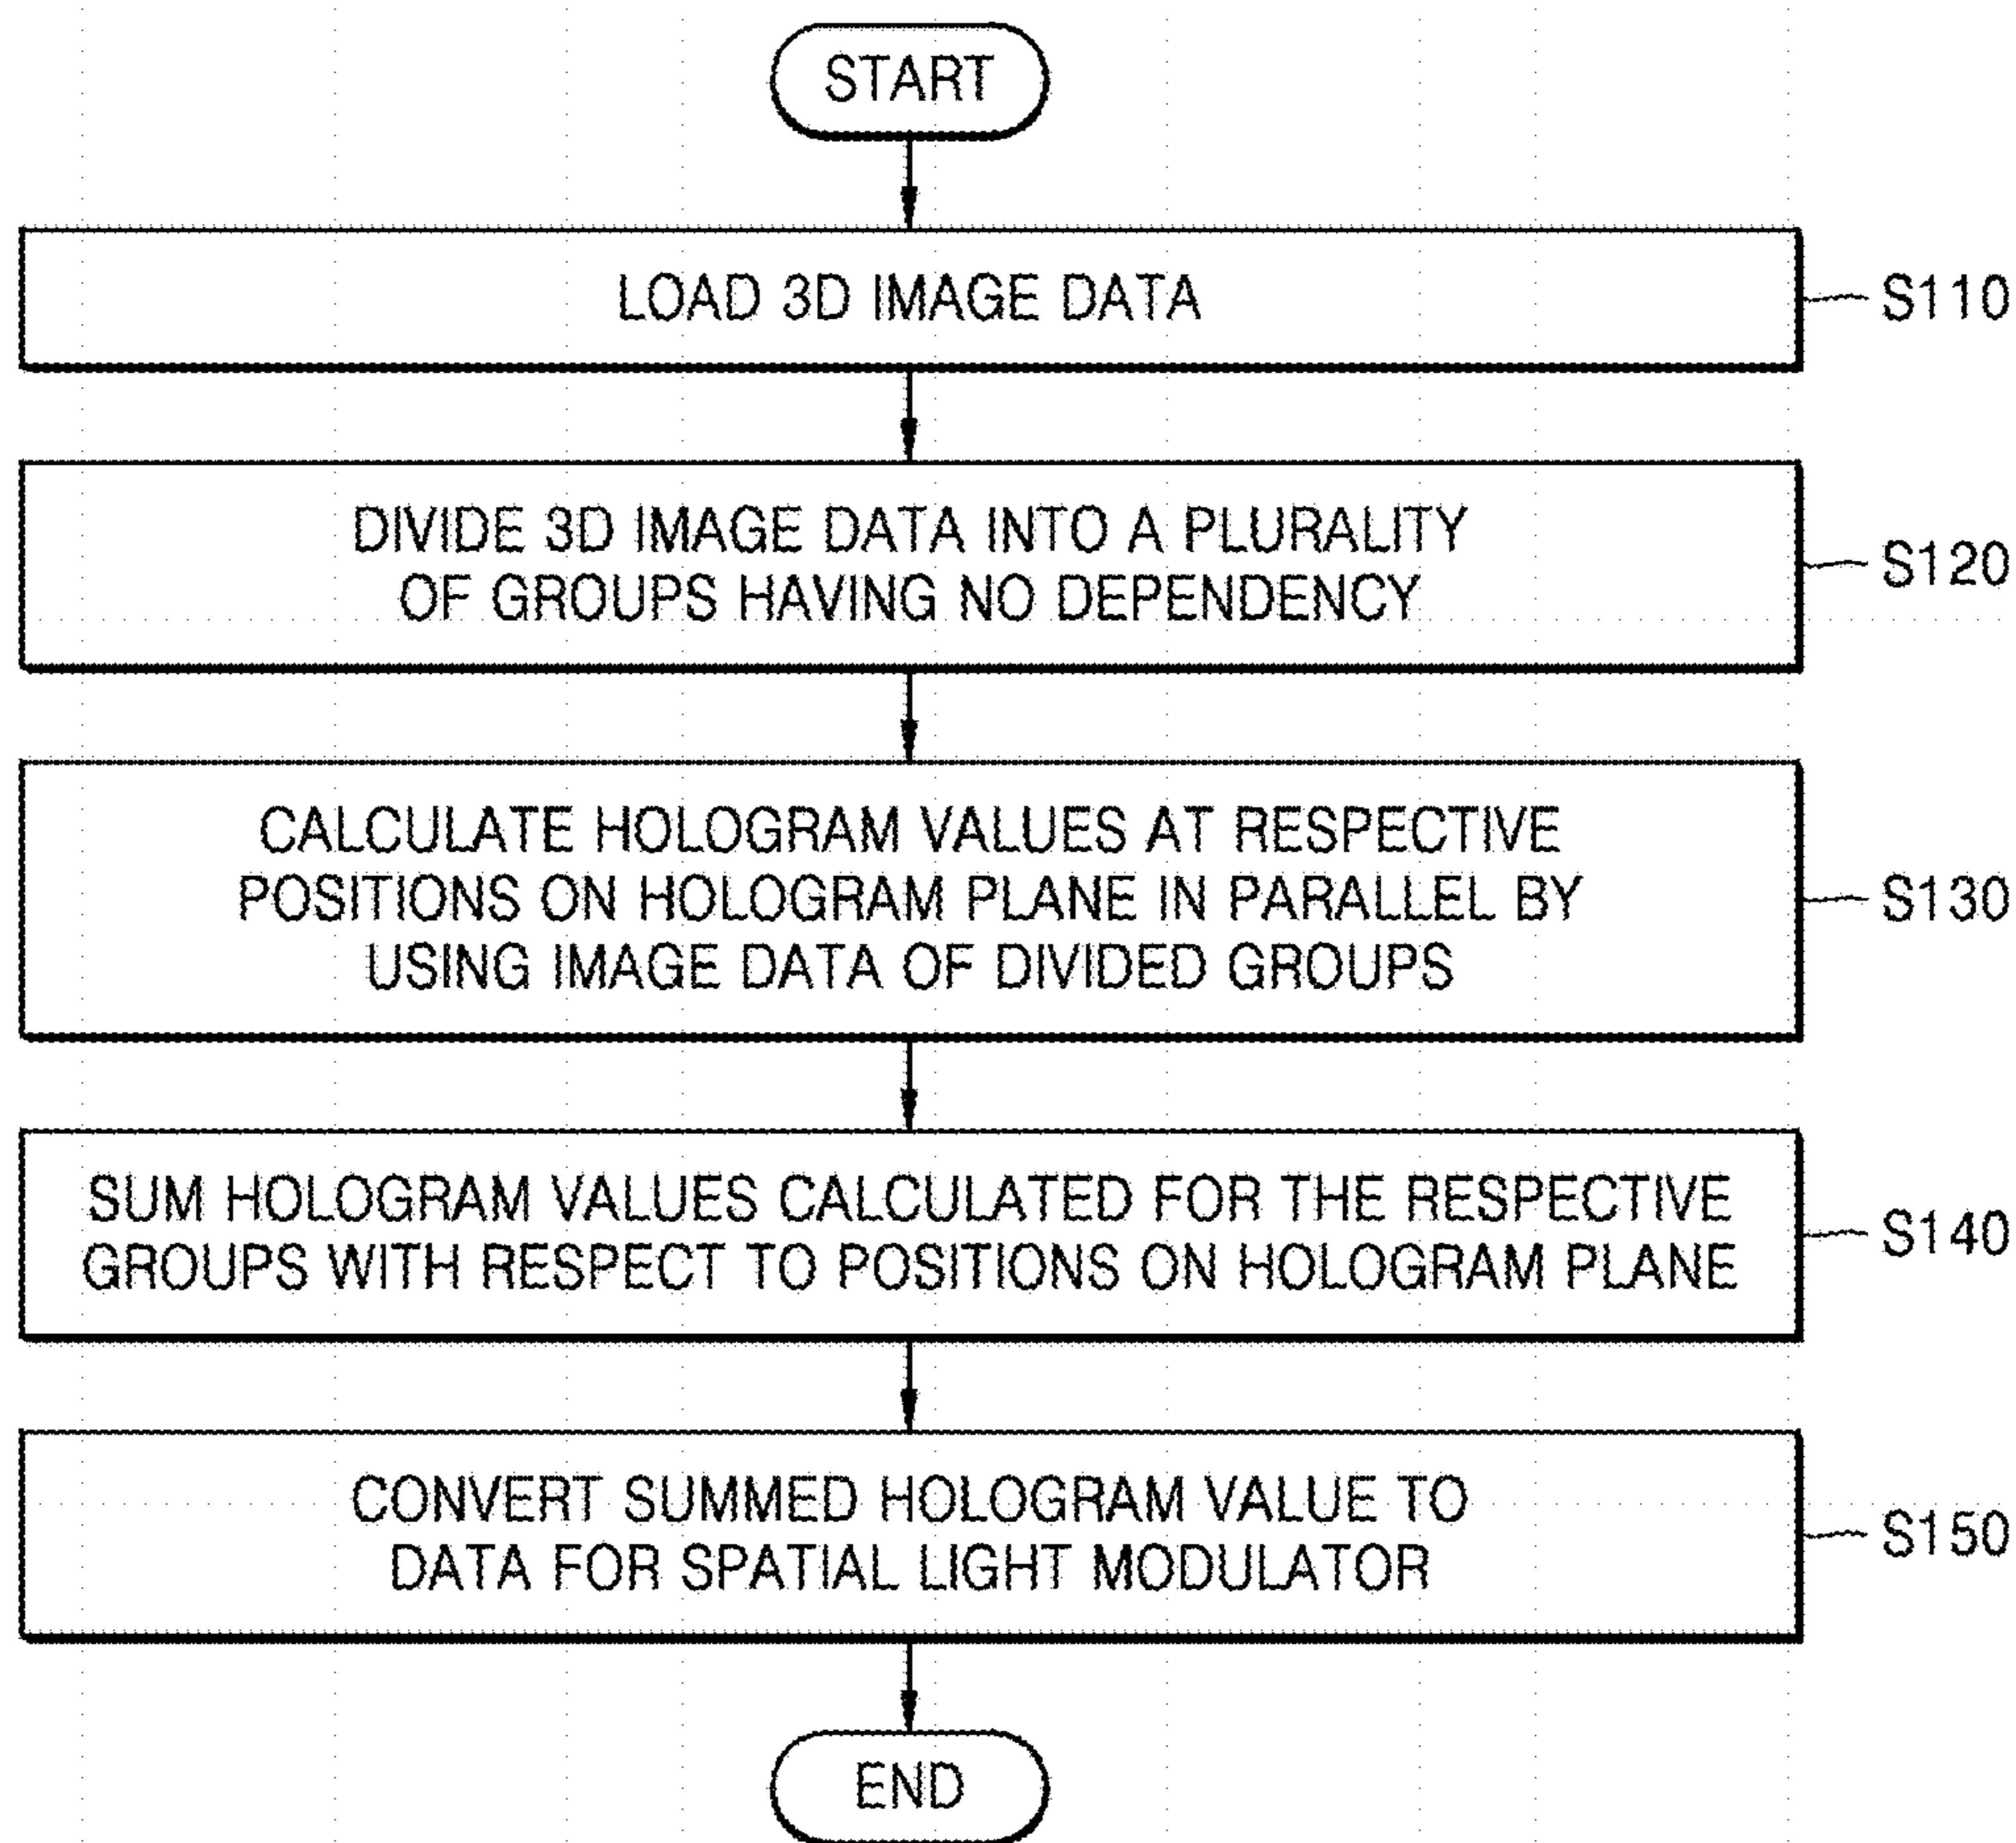 START
LOAD 3D IMAGE DATA
S110
DIVIDE 3D IMAGE DATA INTO A PLURALITY
OF GROUPS HAVING NO DEPENDENCY
S120
CALCULATE HOLOGRAM VALUES AT RESPECTIVE
POSITIONS ON HOLOGRAM PLANE IN PARALLEL BY
USING IMAGE DATA OF DIVIDED GROUPS
S130
SUM HOLOGRAM VALUES CALCULATED FOR THE RESPECTIVE
GROUPS WITH RESPECT TO POSITIONS ON HOLOGRAM PLANE
S140
CONVERT SUMMED HOLOGRAM VALUE TO
DATA FOR SPATIAL LIGHT MODULATOR
S150
END